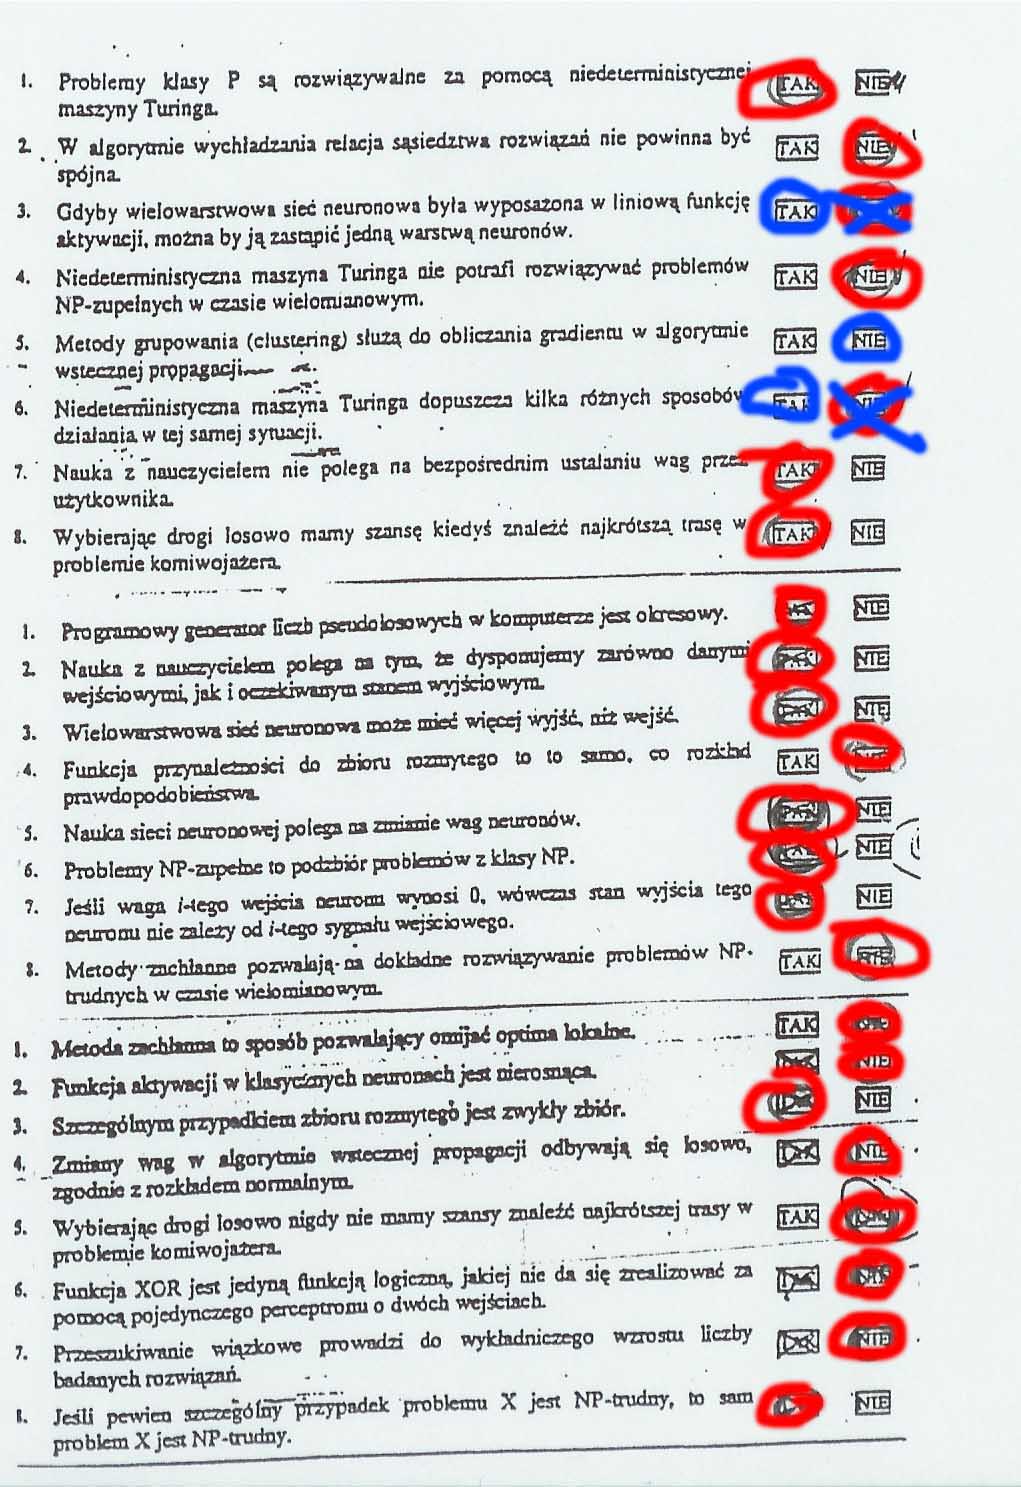 1. Problemy klasy P są rozwiązywalne za pomocą niedeterministycznej TAK NIE
maszyny Turinga.
2. W algorytmie wychładzania relacja sąsiedztwa rozwiązań nie powinna być TAK NIE
spójna.
3. Gdyby wielowarstwowa sieć neuronowa była wyposażona w liniową funkcję TAK
aktywacji, można by ją zastąpić jedną warstwą neuronów.
4. Niedeterministyczna maszyna Turinga nie potrafi rozwiązywać problemów TAK NIE
NP-zupełnych w czasie wielomianowym.
5. Metody grupowania (clustering) służą do obliczania gradientu w algorytmie TAK NIE
wstecznej propagacji.
6. Niedeterministyczna maszyna Turinga dopuszcza kilka różnych sposobów TAK NIE
działania w tej samej sytuacji.
7. Nauka z nauczycielem nie polega na bezpośrednim ustalaniu wag przez TAK NIE
użytkownika.
8. Wybierając drogi losowo mamy szansę kiedyś znaleźć najkrótszą trasę w TAK NIE
problemie komiwojażera.
1. Programowy generator liczb pseudolosowych w komputerze jest okresowy. NIE
2. Nauka z nauczycielem polega na tym, że dysponujemy zarówno danymi TAK NIE
wejściowymi, jak i oczekiwanym stanem wyjściowym.
3. Wielowarstwowa sieć neuronowa może mieć więcej wyjść, niż wejść. TAK NIE
4. Funkcja przynależności do zbioru rozmytego to to samo, co rozkład TAK NIE
prawdopodobieństwa.
5. Nauka sieci neuronowej polega na zmianie wag neuronów. TAK NIE
6. Problemy NP-zupełne to podzbiór problemów z klasy NP. TAK NIE
7. Jeśli waga i-tego wejścia neuronu wynosi 0, wówczas stan wyjścia tego TAK NIE
neuronu nie zależy od i-tego sygnału wejściowego.
8. Metody zachłanne pozwalają na dokładne rozwiązywanie problemów NP- TAK NIE
trudnych w czasie wielomianowym.
1. Metoda zachłanna to sposób pozwalający omijać optima lokalne. TAK
2. Funkcja aktywacji w klasycznych neuronach jest nierosnąca. NIE
3. Szczególnym przypadkiem zbioru rozmytego jest zwykły zbiór. NIE
4. Zmiany wag w algorytmie wstecznej propagacji odbywają się losowo, TAK NIE
zgodnie z rozkładem normalnym.
5. Wybierając drogi losowo nigdy nie mamy szansy znaleźć najkrótszej trasy w TAK
problemie komiwojażera.
6. Funkcja XOR jest jedyną funkcją logiczną, jakiej nie da się zrealizować za NIE
pomocą pojedynczego perceptronu o dwóch wejściach.
7. Przeszukiwanie wiązkowe prowadzi do wykładniczego wzrostu liczby NIE
badanych rozwiązań.
8. Jeśli pewien szczególny przypadek problemu X jest NP-trudny, to sam NIE
problem X jest NP-trudny.